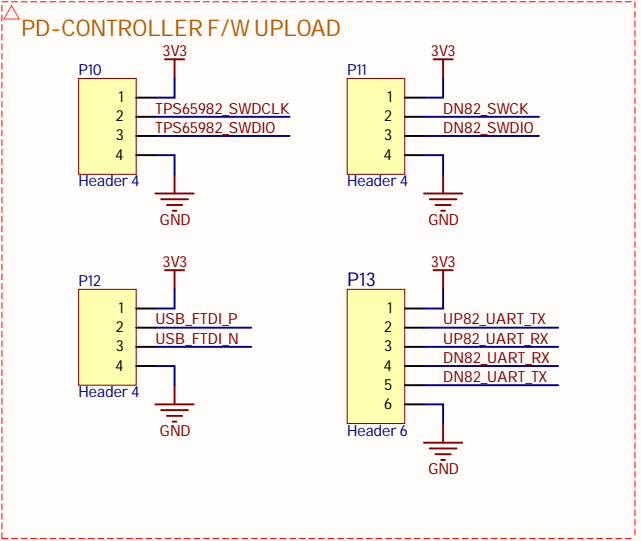 PD-CONTROLLER F/W UPLOAD
P10
3V3
1
2 TPS65982_SWDCLK
3 TPS65982_SWDIO
4
Header 4
GND
P11
3V3
1
2 DN82_SWCK
3 DN82_SWDIO
4
Header 4
GND
P12
3V3
1
2 USB_FTDI_P
3 USB_FTDI_N
4
Header 4
GND
P13
3V3
1
2 UP82_UART_TX
3 UP82_UART_RX
4 DN82_UART_RX
5 DN82_UART_TX
6
Header 6
GND